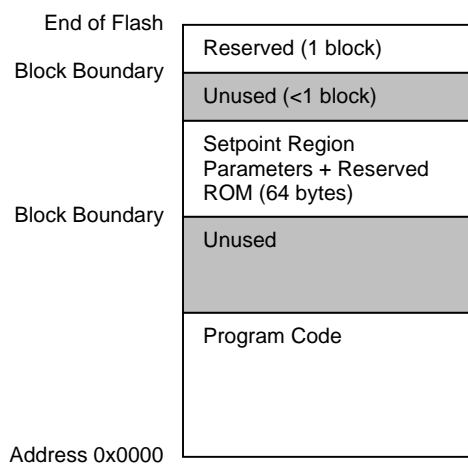 End of Flash
Reserved (1 block)
Block Boundary
Unused (<1 block)
Setpoint Region
Parameters + Reserved
ROM (64 bytes)
Block Boundary
Unused
Program Code
Address 0x0000